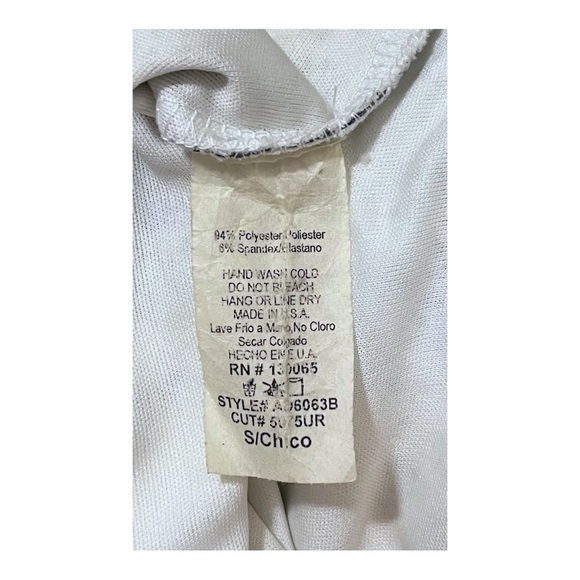 94% Polyester/Poliester
6% Spandex/Elastano
HAND WASH COLD
DO NOT BLEACH
HANG OR LINE DRY
MADE IN U.S.A.
Lave Frio a Mano,No Cloro
Secar Colgado
HECHO EN E.U.A.
RN # 130065
STYLE# A06063B
CUT# 5075UR
S/Chico